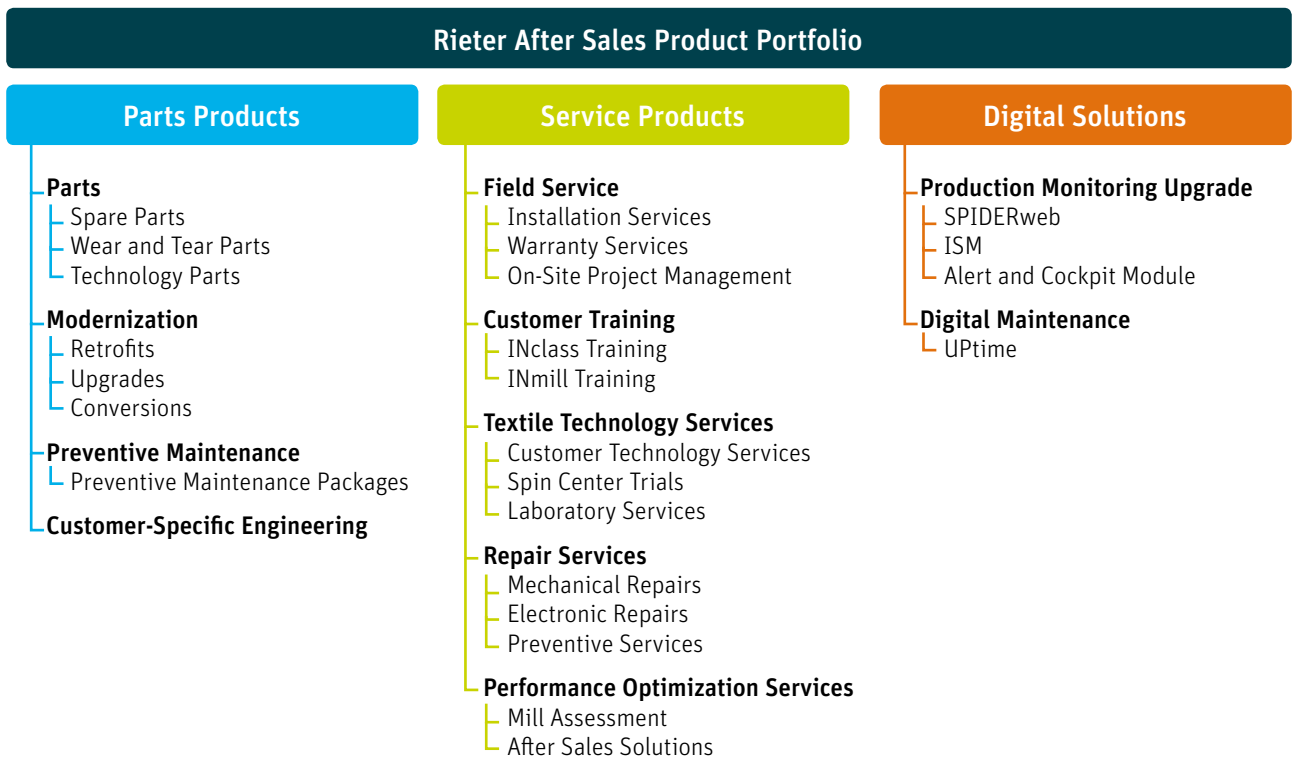 Rieter After Sales Product Portfolio
Parts Products
Parts
Spare Parts
Wear and Tear Parts
Technology Parts
Modernization
Retrofits
Upgrades
Conversions
Preventive Maintenance
Preventive Maintenance Packages
Customer-Specific Engineering
Service Products
Field Service
Installation Services
Warranty Services
On-Site Project Management
Customer Training
INclass Training
INmill Training
Textile Technology Services
Customer Technology Services
Spin Center Trials
Laboratory Services
Repair Services
Mechanical Repairs
Electronic Repairs
Preventive Services
Performance Optimization Services
Mill Assessment
After Sales Solutions
Digital Solutions
Production Monitoring Upgrade
SPIDERweb
ISM
Alert and Cockpit Module
Digital Maintenance
UPtime